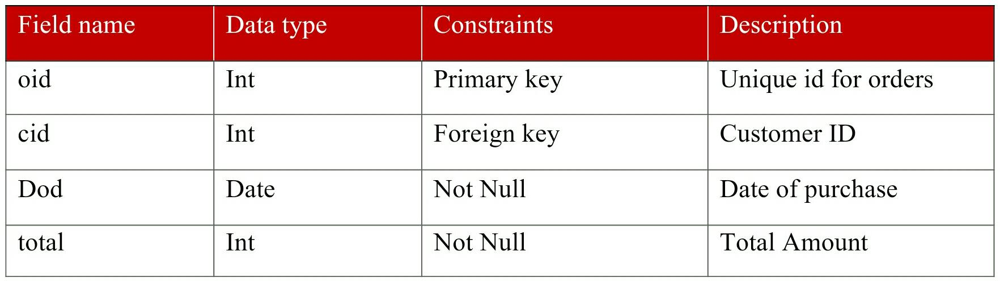 Field name Data type Constraints Description
oid Int Primary key Unique id for orders
cid Int Foreign key Customer ID
Dod Date Not Null Date of purchase
total Int Not Null Total Amount